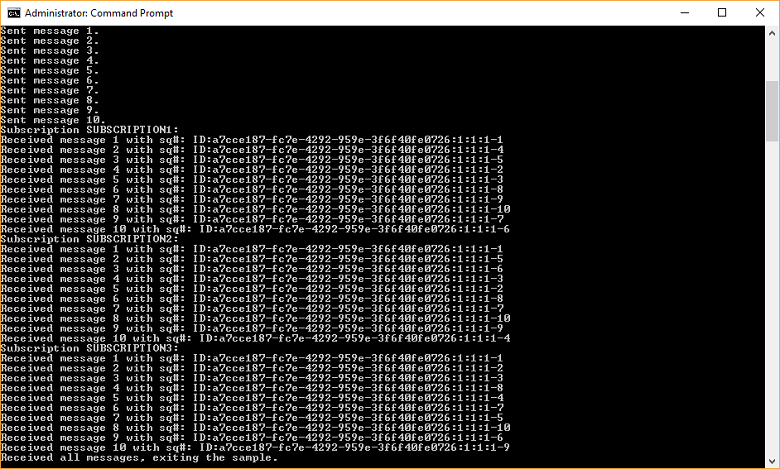 Administrator: Command Prompt
Sent message 1.
Sent message 2.
Sent message 3.
Sent message 4.
Sent message 5.
Sent message 6.
Sent message 7.
Sent message 8.
Sent message 9.
Sent message 10.
Subscription SUBSCRIPTION1:
Received message 1 with sq#: ID:a7cce187-fc7e-4292-959e-3f6f40fe0726:1:1:1-1
Received message 2 with sq#: ID:a7cce187-fc7e-4292-959e-3f6f40fe0726:1:1:1-4
Received message 3 with sq#: ID:a7cce187-fc7e-4292-959e-3f6f40fe0726:1:1:1-5
Received message 4 with sq#: ID:a7cce187-fc7e-4292-959e-3f6f40fe0726:1:1:1-2
Received message 5 with sq#: ID:a7cce187-fc7e-4292-959e-3f6f40fe0726:1:1:1-3
Received message 6 with sq#: ID:a7cce187-fc7e-4292-959e-3f6f40fe0726:1:1:1-8
Received message 7 with sq#: ID:a7cce187-fc7e-4292-959e-3f6f40fe0726:1:1:1-9
Received message 8 with sq#: ID:a7cce187-fc7e-4292-959e-3f6f40fe0726:1:1:1-10
Received message 9 with sq#: ID:a7cce187-fc7e-4292-959e-3f6f40fe0726:1:1:1-7
Received message 10 with sq#: ID:a7cce187-fc7e-4292-959e-3f6f40fe0726:1:1:1-6
Subscription SUBSCRIPTION2:
Received message 1 with sq#: ID:a7cce187-fc7e-4292-959e-3f6f40fe0726:1:1:1-1
Received message 2 with sq#: ID:a7cce187-fc7e-4292-959e-3f6f40fe0726:1:1:1-5
Received message 3 with sq#: ID:a7cce187-fc7e-4292-959e-3f6f40fe0726:1:1:1-6
Received message 4 with sq#: ID:a7cce187-fc7e-4292-959e-3f6f40fe0726:1:1:1-3
Received message 5 with sq#: ID:a7cce187-fc7e-4292-959e-3f6f40fe0726:1:1:1-2
Received message 6 with sq#: ID:a7cce187-fc7e-4292-959e-3f6f40fe0726:1:1:1-8
Received message 7 with sq#: ID:a7cce187-fc7e-4292-959e-3f6f40fe0726:1:1:1-7
Received message 8 with sq#: ID:a7cce187-fc7e-4292-959e-3f6f40fe0726:1:1:1-10
Received message 9 with sq#: ID:a7cce187-fc7e-4292-959e-3f6f40fe0726:1:1:1-9
Received message 10 with sq#: ID:a7cce187-fc7e-4292-959e-3f6f40fe0726:1:1:1-4
Subscription SUBSCRIPTION3:
Received message 1 with sq#: ID:a7cce187-fc7e-4292-959e-3f6f40fe0726:1:1:1-1
Received message 2 with sq#: ID:a7cce187-fc7e-4292-959e-3f6f40fe0726:1:1:1-2
Received message 3 with sq#: ID:a7cce187-fc7e-4292-959e-3f6f40fe0726:1:1:1-3
Received message 4 with sq#: ID:a7cce187-fc7e-4292-959e-3f6f40fe0726:1:1:1-8
Received message 5 with sq#: ID:a7cce187-fc7e-4292-959e-3f6f40fe0726:1:1:1-4
Received message 6 with sq#: ID:a7cce187-fc7e-4292-959e-3f6f40fe0726:1:1:1-7
Received message 7 with sq#: ID:a7cce187-fc7e-4292-959e-3f6f40fe0726:1:1:1-5
Received message 8 with sq#: ID:a7cce187-fc7e-4292-959e-3f6f40fe0726:1:1:1-10
Received message 9 with sq#: ID:a7cce187-fc7e-4292-959e-3f6f40fe0726:1:1:1-6
Received message 10 with sq#: ID:a7cce187-fc7e-4292-959e-3f6f40fe0726:1:1:1-9
Received all messages, exiting the sample.